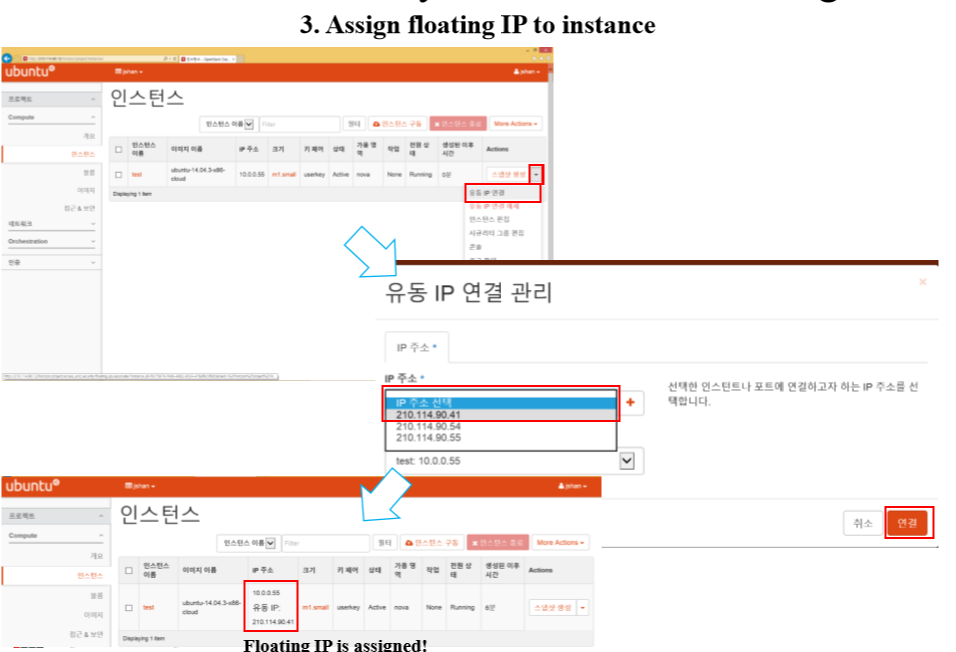 3. Assign floating IP to instance
ubuntu®
jshan
jshan
프로젝트
Compute
개요
인스턴스
볼륨
이미지
접근 & 보안
네트워크
Orchestration
인증
인스턴스
인스턴스 이름
Filter
필터
인스턴스 구동
인스턴스 종료
More Actions
인스턴스 이름
이미지 이름
IP 주소
크기
키 페어
상태
가용 영역
작업
전원 상태
생성된 이후 시간
Actions
test
ubuntu-14.04.3-x86-cloud
10.0.0.55
m1.small
userkey
Active
nova
None
Running
0분
스냅샷 생성
Displaying 1 item
유동 IP 연결
유동 IP 연결 해제
인스턴스 편집
시큐리티 그룹 편집
콘솔
유동 IP 연결 관리
×
IP 주소 *
IP 주소 *
IP 주소 선택
210.114.90.41
210.114.90.54
210.114.90.55
+
test: 10.0.0.55
선택한 인스턴트나 포트에 연결하고자 하는 IP 주소를 선
택합니다.
취소
연결
ubuntu®
jshan
jshan
프로젝트
Compute
개요
인스턴스
볼륨
이미지
접근 & 보안
인스턴스
인스턴스 이름
Filter
필터
인스턴스 구동
인스턴스 종료
More Actions
인스턴스 이름
이미지 이름
IP 주소
크기
키 페어
상태
가용 영역
작업
전원 상태
생성된 이후 시간
Actions
test
ubuntu-14.04.3-x86-cloud
10.0.0.55
유동 IP:
210.114.90.41
m1.small
userkey
Active
nova
None
Running
6분
스냅샷 생성
Displaying 1 item
Floating IP is assigned!